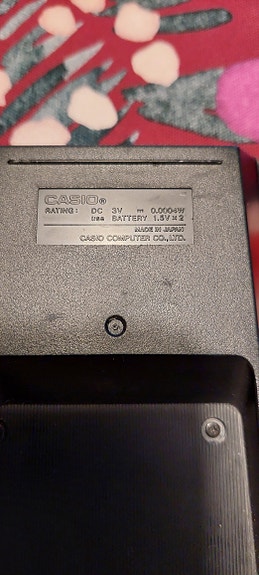 CASIO®
RATING: DC 3V ⎓ 0.0004W
BATTERY 1.5V × 2
MADE IN JAPAN
CASIO COMPUTER CO., LTD.